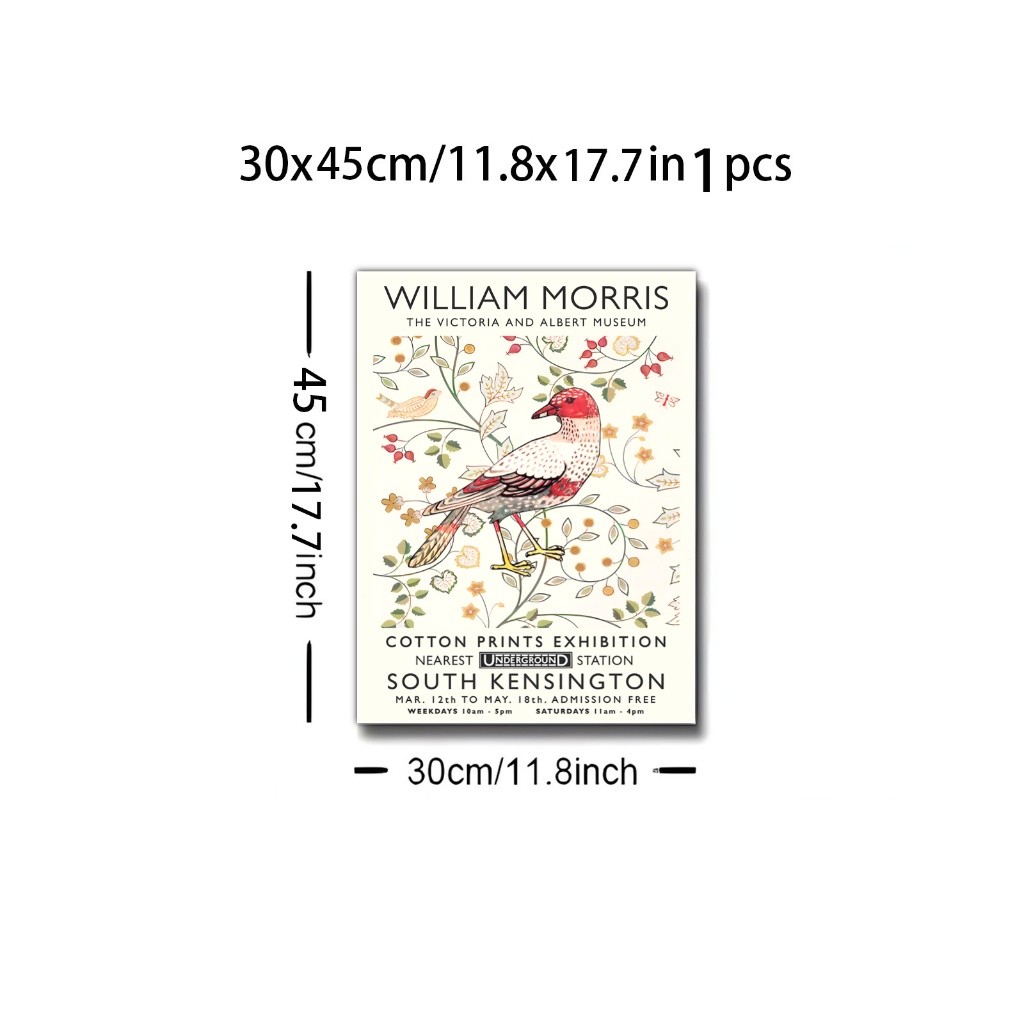 30x45cm/11.8x17.7in 1 pcs
WILLIAM MORRIS
THE VICTORIA AND ALBERT MUSEUM
45 cm/17.7inch
COTTON PRINTS EXHIBITION
NEAREST UNDERGROUND STATION
SOUTH KENSINGTON
MAR. 12th TO MAY. 18th. ADMISSION FREE
WEEKDAYS 10am - 5pm SATURDAYS 11am - 4pm
30cm/11.8inch